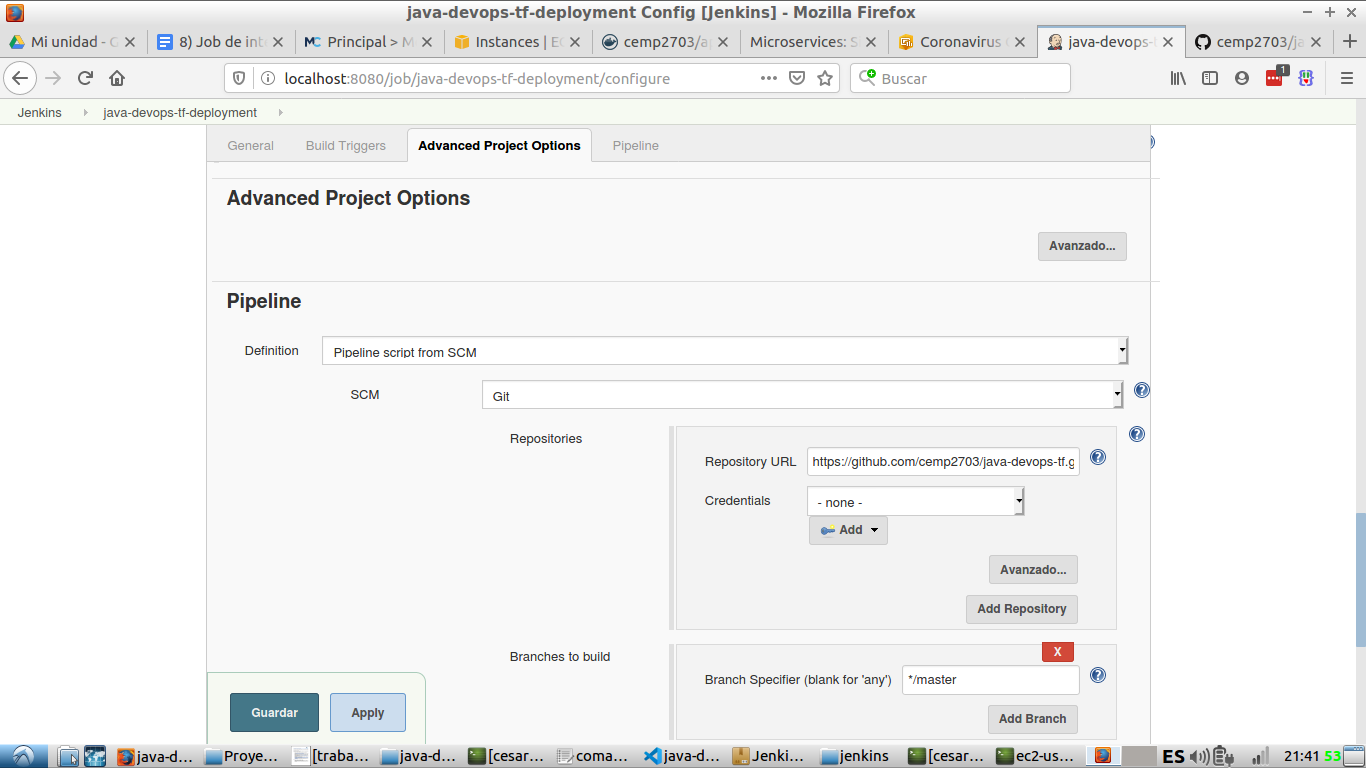 java-devops-tf-deployment Config [Jenkins] - Mozilla Firefox
Mi unidad - G
8) Job de inte
Principal > M
Instances | EC
cemp2703/ap
Microservices: S
Coronavirus
java-devops-t
cemp2703/ja
localhost:8080/job/java-devops-tf-deployment/configure
Buscar
1
Jenkins
java-devops-tf-deployment
General
Build Triggers
Advanced Project Options
Pipeline
Advanced Project Options
Avanzado...
Pipeline
Definition
Pipeline script from SCM
SCM
Git
Repositories
Repository URL
https://github.com/cemp2703/java-devops-tf.g
Credentials
- none -
Add
Avanzado...
Add Repository
Branches to build
X
Branch Specifier (blank for 'any')
*/master
Add Branch
Guardar
Apply
java-d...
Proye...
[traba...
java-d...
[cesar...
coma...
java-d...
Jenki...
jenkins
[cesar...
ec2-us...
ES
21:41
53